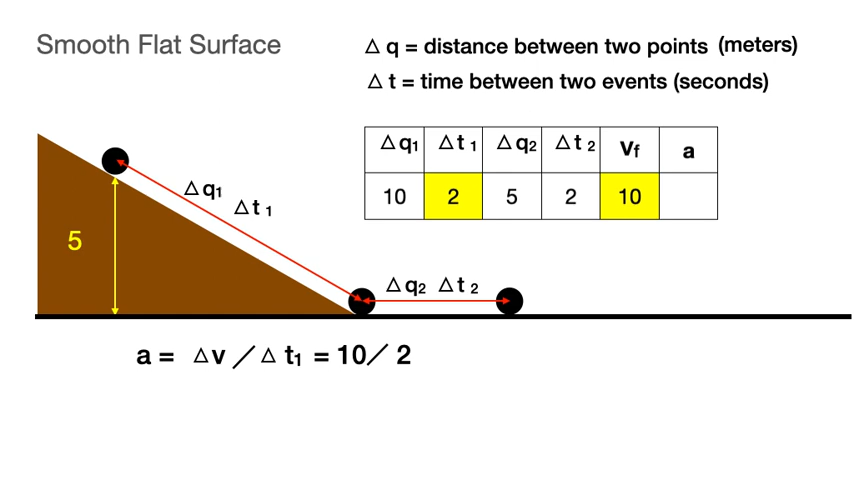 Smooth Flat Surface
△ q = distance between two points (meters)
△ t = time between two events (seconds)
△q₁ △t ₁ △q₂ △t ₂ Vf a
10 2 5 2 10
△q₁
△t ₁
5
△q₂ △t ₂
a = △v / △ t₁ = 10 / 2